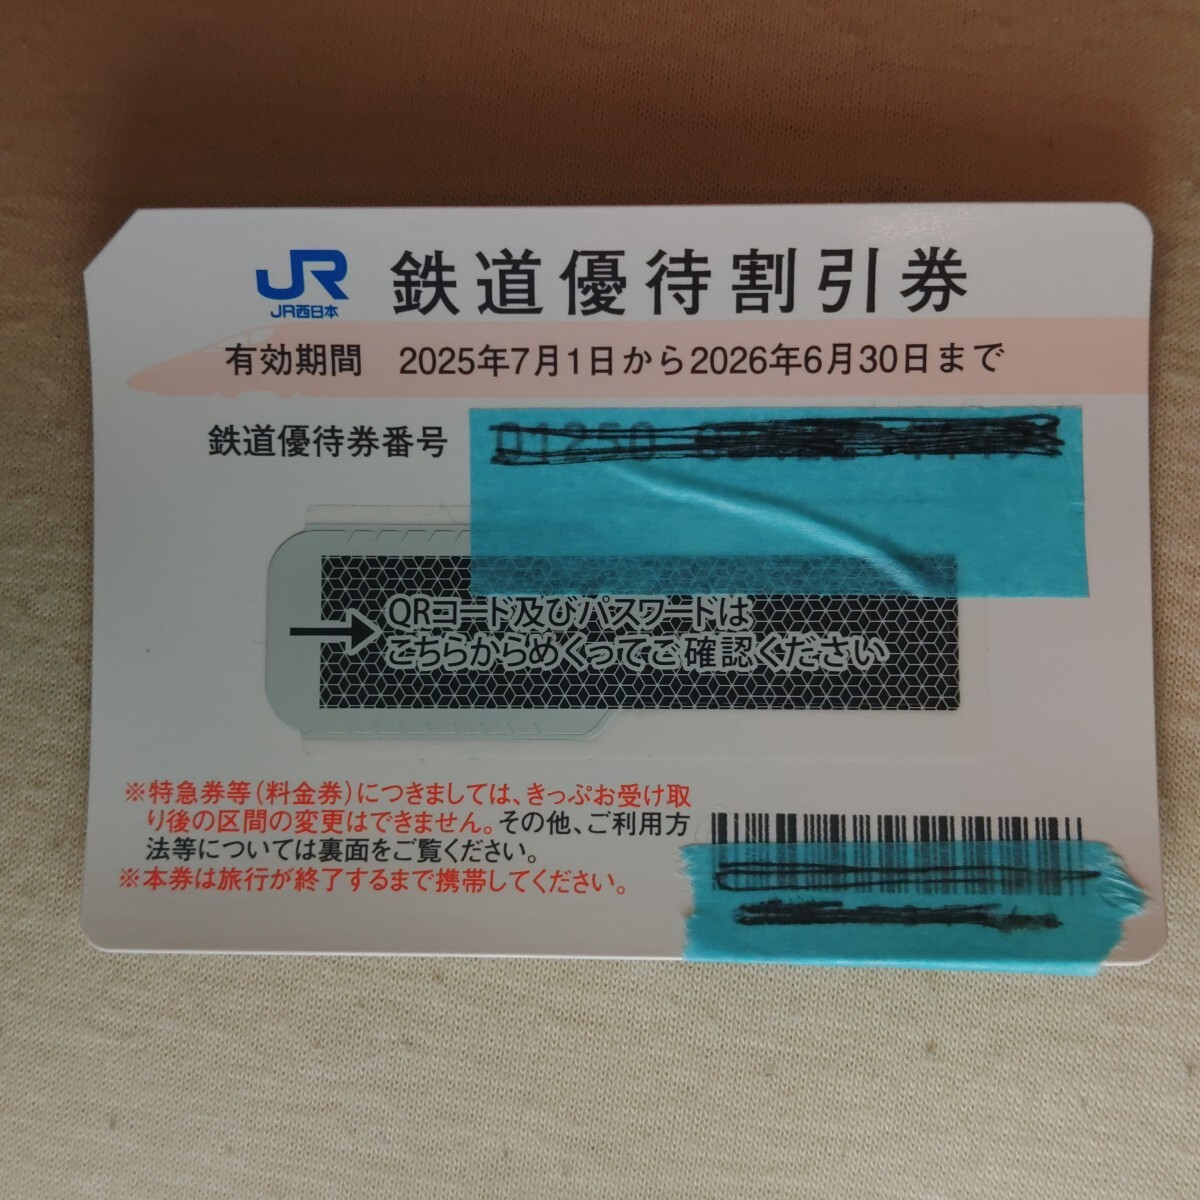 JR 鉄道優待割引券
JR西日本
有効期間 2025年7月1日から2026年6月30日まで
鉄道優待券番号
QRコード及びパスワードは
こちらからめくってご確認ください
※特急券等(料金券)につきましては、きっぷお受け取
り後の区間の変更はできません。その他、ご利用方
法等については裏面をご覧ください。
※本券は旅行が終了するまで携帯してください。